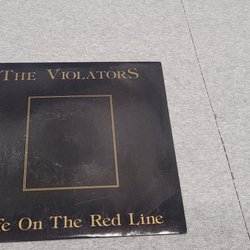 THE VIOLATORS
fe On The Red Line